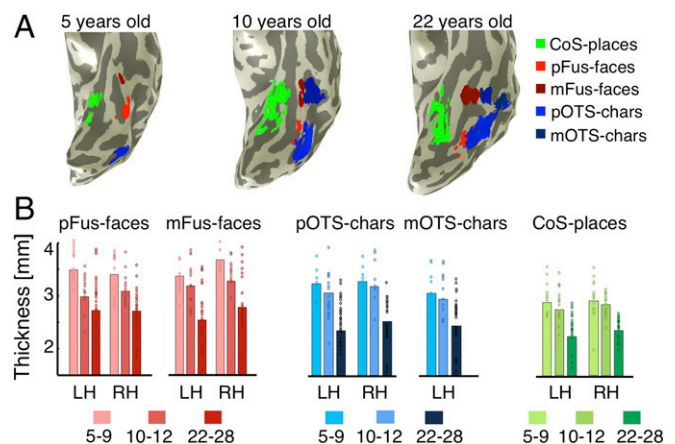 A
5 years old 10 years old 22 years old
CoS-places
pFus-faces
mFus-faces
pOTS-chars
mOTS-chars
B
pFus-faces mFus-faces pOTS-chars mOTS-chars CoS-places
Thickness [mm]
4
3
2
LH RH LH RH LH RH LH LH RH
5-9 10-12 22-28 5-9 10-12 22-28 5-9 10-12 22-28